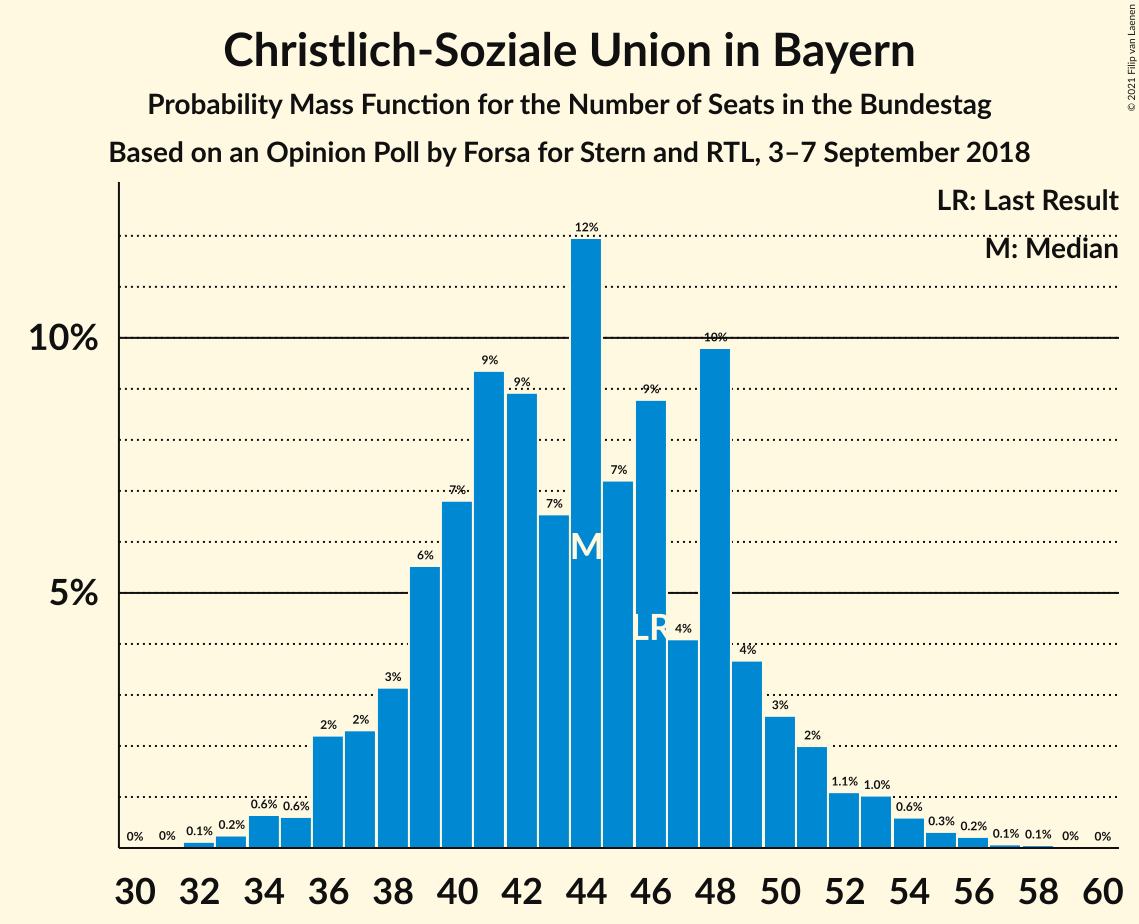 Christlich-Soziale Union in Bayern
Probability Mass Function for the Number of Seats in the Bundestag
Based on an Opinion Poll by Forsa for Stern and RTL, 3–7 September 2018
© 2021 Filip van Laenen
LR: Last Result
M: Median
10%
5%
0% 0% 0.1% 0.2% 0.6% 0.6% 2% 2% 3% 6% 7% 9% 9% 7% 12% 7% 9% 4% 10% 4% 3% 2% 1.1% 1.0% 0.6% 0.3% 0.2% 0.1% 0.1% 0% 0%
M
LR
30 32 34 36 38 40 42 44 46 48 50 52 54 56 58 60